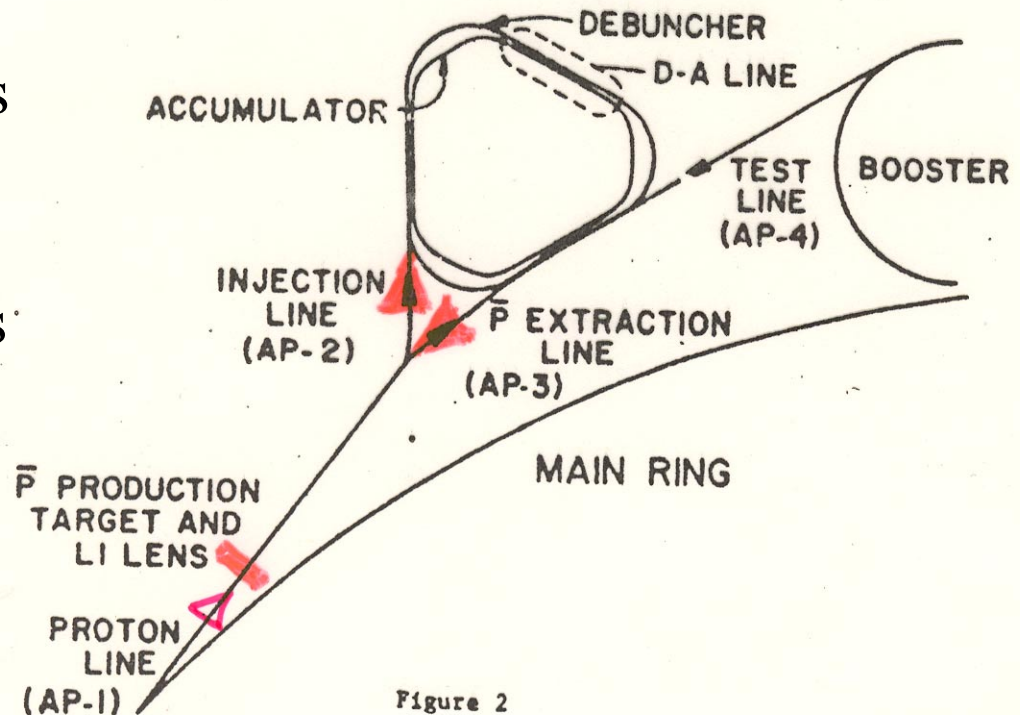 DEBUNCHER
D-A LINE
S
ACCUMULATOR
TEST
LINE
(AP-4)
BOOSTER
INJECTION
LINE
(AP-2)
S
P̄ EXTRACTION
LINE
(AP-3)
MAIN RING
P̄ PRODUCTION
TARGET AND
LI LENS
PROTON
LINE
(AP-1)
Figure 2